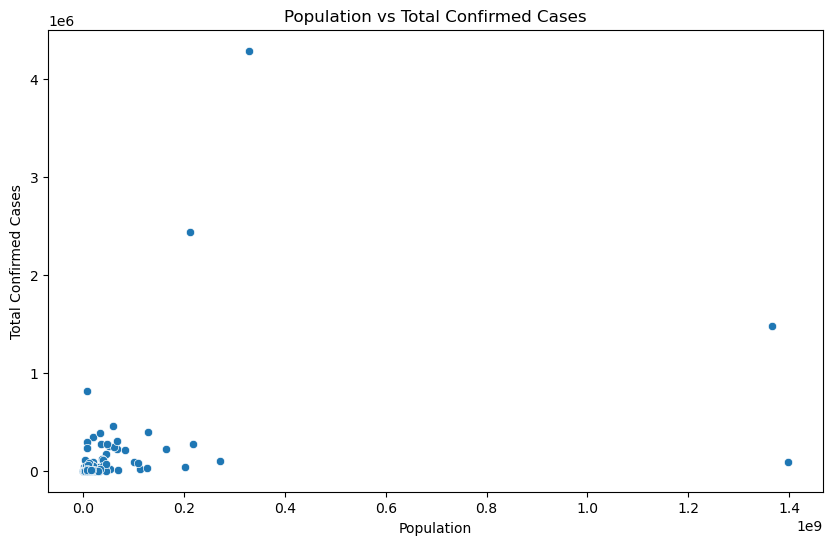 Population vs Total Confirmed Cases
1e6
4
3
2
1
0
Total Confirmed Cases
0.0 0.2 0.4 0.6 0.8 1.0 1.2 1.4
1e9
Population